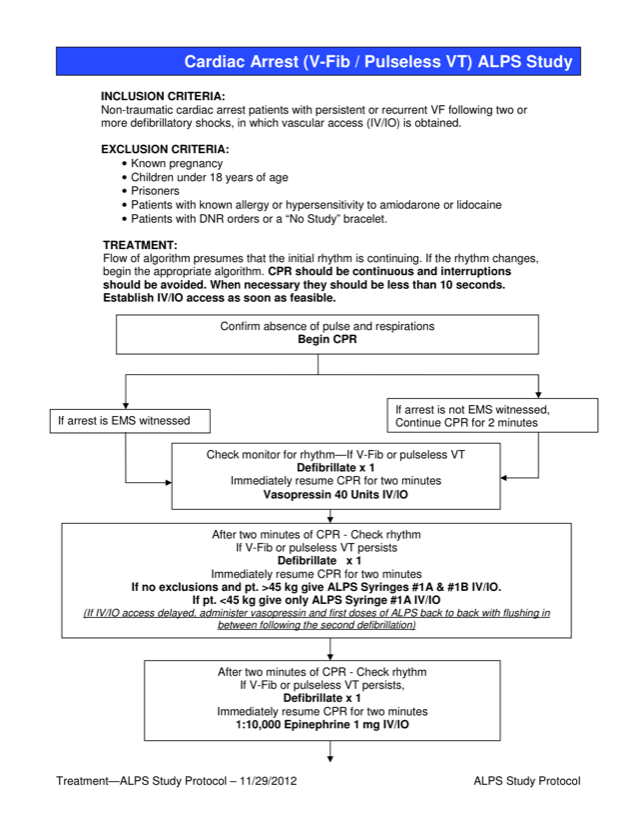 Cardiac Arrest (V-Fib / Pulseless VT) ALPS Study
INCLUSION CRITERIA:
Non-traumatic cardiac arrest patients with persistent or recurrent VF following two or
more defibrillatory shocks, in which vascular access (IV/IO) is obtained.
EXCLUSION CRITERIA:
• Known pregnancy
• Children under 18 years of age
• Prisoners
• Patients with known allergy or hypersensitivity to amiodarone or lidocaine
• Patients with DNR orders or a “No Study” bracelet.
TREATMENT:
Flow of algorithm presumes that the initial rhythm is continuing. If the rhythm changes,
begin the appropriate algorithm. CPR should be continuous and interruptions
should be avoided. When necessary they should be less than 10 seconds.
Establish IV/IO access as soon as feasible.
Confirm absence of pulse and respirations
Begin CPR
If arrest is EMS witnessed
If arrest is not EMS witnessed,
Continue CPR for 2 minutes
Check monitor for rhythm—If V-Fib or pulseless VT
Defibrillate x 1
Immediately resume CPR for two minutes
Vasopressin 40 Units IV/IO
After two minutes of CPR - Check rhythm
If V-Fib or pulseless VT persists
Defibrillate x 1
Immediately resume CPR for two minutes
If no exclusions and pt. >45 kg give ALPS Syringes #1A & #1B IV/IO.
If pt. <45 kg give only ALPS Syringe #1A IV/IO
(If IV/IO access delayed, administer vasopressin and first doses of ALPS back to back with flushing in
between following the second defibrillation)
After two minutes of CPR - Check rhythm
If V-Fib or pulseless VT persists,
Defibrillate x 1
Immediately resume CPR for two minutes
1:10,000 Epinephrine 1 mg IV/IO
Treatment—ALPS Study Protocol – 11/29/2012
ALPS Study Protocol